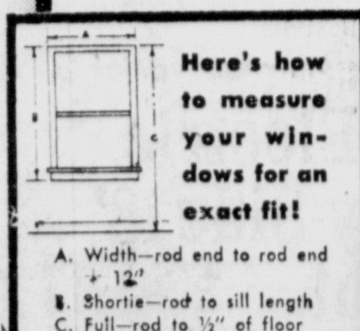 A
B
C
Here's how
to measure
your win-
dows for an
exact fit!
A. Width—rod end to rod end
+ 12"
B. Shortie—rod to sill length
C. Full—rod to ½" of floor